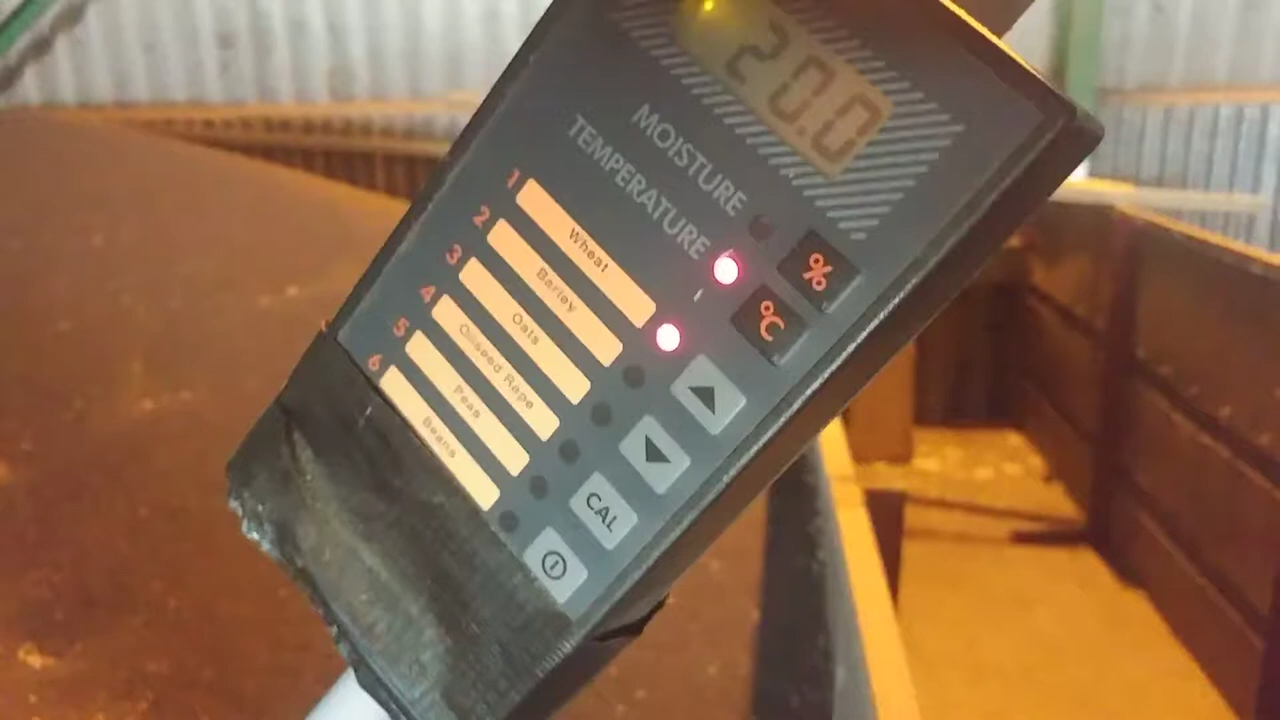 20.0
MOISTURE
TEMPERATURE
%
°C
1 Wheat
2 Barley
3 Oats
4 Oilseed Rape
5 Peas
6 Beans
CAL